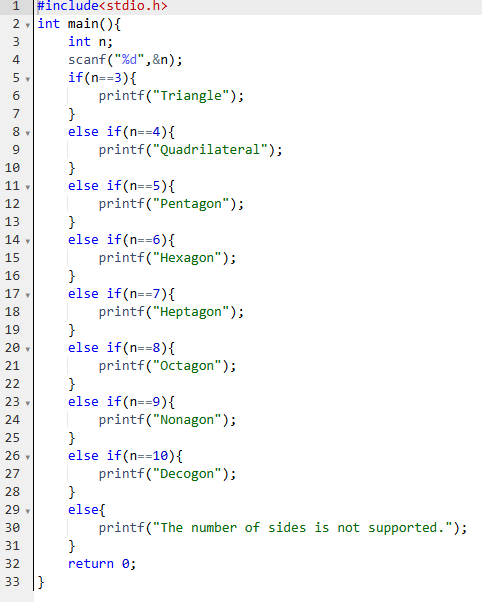 1 #include<stdio.h>
2 int main(){
3     int n;
4     scanf("%d",&n);
5     if(n==3){
6         printf("Triangle");
7     }
8     else if(n==4){
9         printf("Quadrilateral");
10     }
11     else if(n==5){
12         printf("Pentagon");
13     }
14     else if(n==6){
15         printf("Hexagon");
16     }
17     else if(n==7){
18         printf("Heptagon");
19     }
20     else if(n==8){
21         printf("Octagon");
22     }
23     else if(n==9){
24         printf("Nonagon");
25     }
26     else if(n==10){
27         printf("Decogon");
28     }
29     else{
30         printf("The number of sides is not supported.");
31     }
32     return 0;
33 }